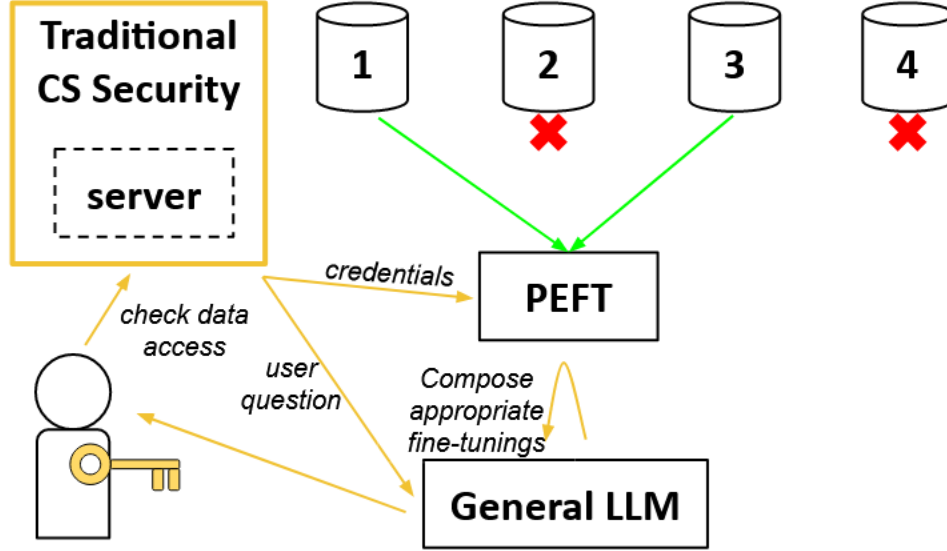 Traditional
CS Security
server
1
2
3
4
credentials
PEFT
check data
access
user
question
Compose
appropriate
fine-tunings
General LLM